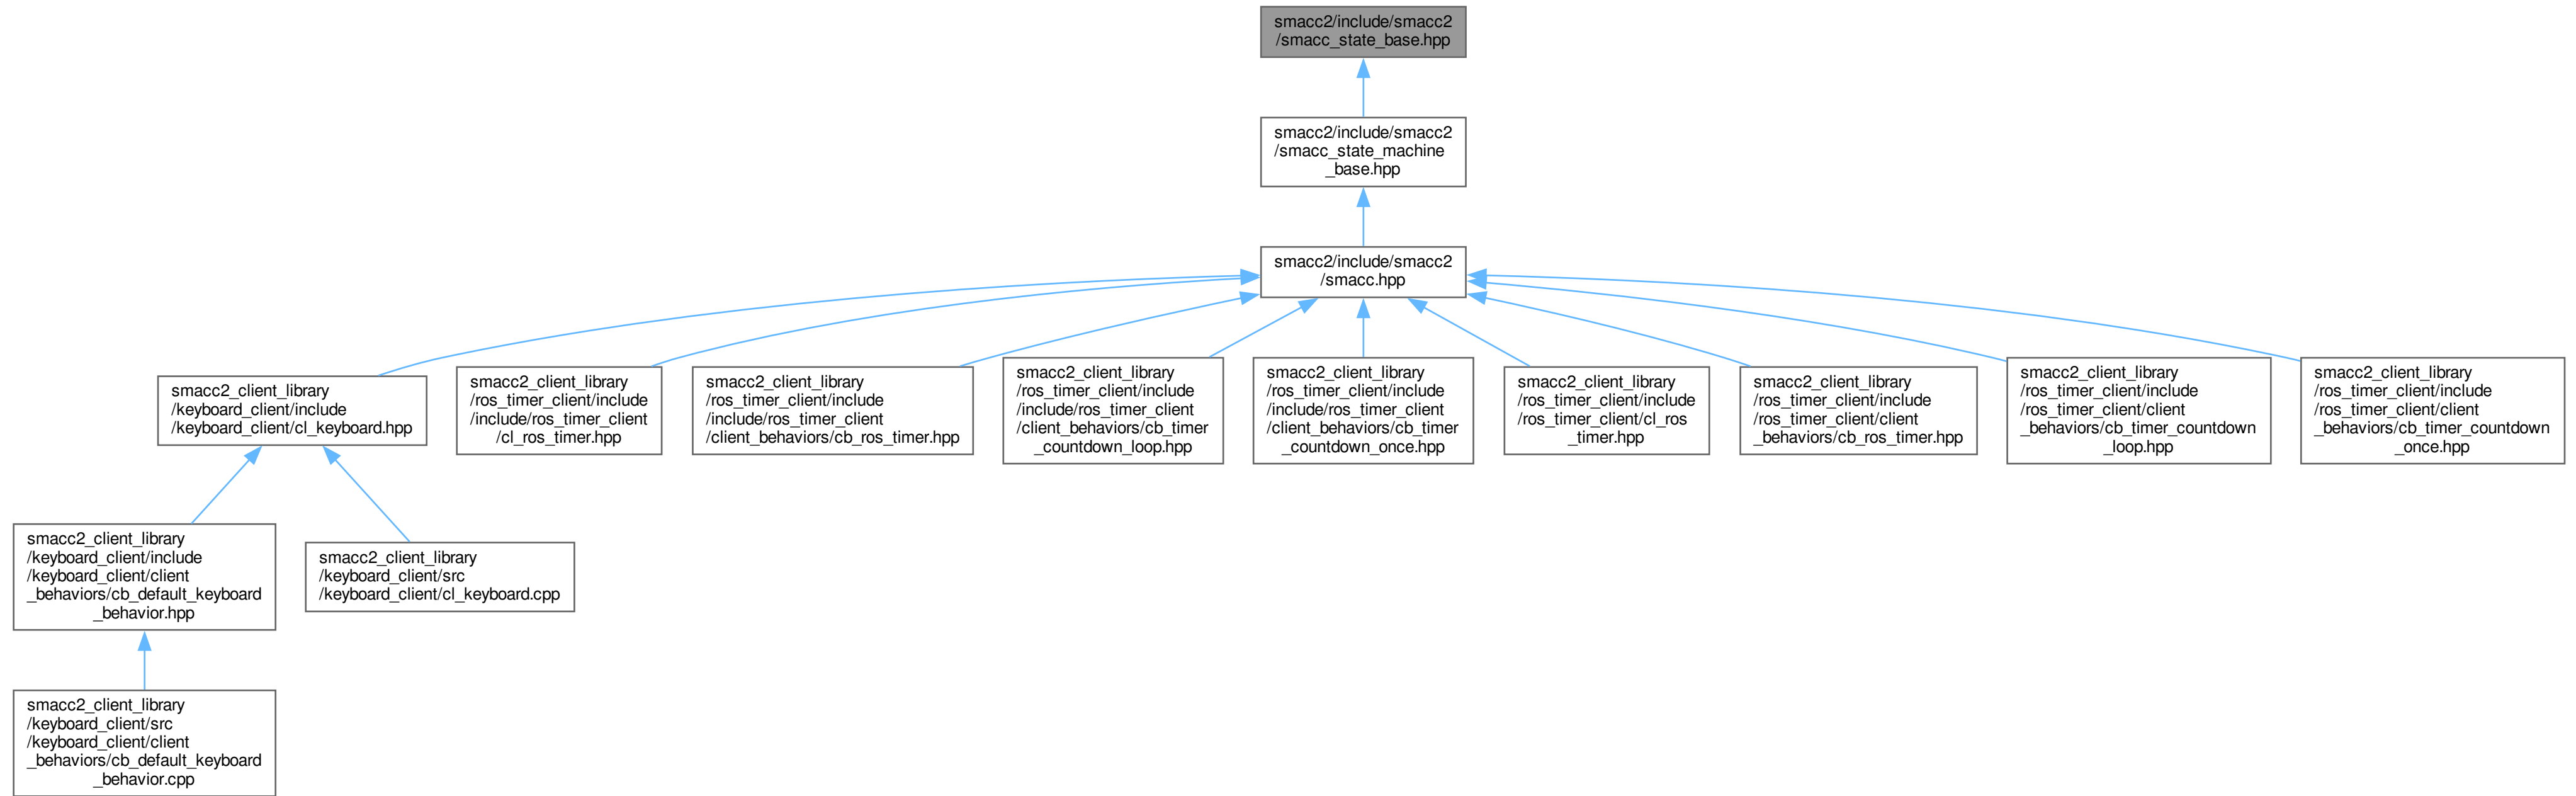 smacc2/include/smacc2
/smacc_state_base.hpp
smacc2/include/smacc2
/smacc_state_machine
_base.hpp
smacc2/include/smacc2
/smacc.hpp
smacc2_client_library
/keyboard_client/include
/keyboard_client/cl_keyboard.hpp
smacc2_client_library
/ros_timer_client/include
/include/ros_timer_client
/cl_ros_timer.hpp
smacc2_client_library
/ros_timer_client/include
/include/ros_timer_client
/client_behaviors/cb_ros_timer.hpp
smacc2_client_library
/ros_timer_client/include
/include/ros_timer_client
/client_behaviors/cb_timer
_countdown_loop.hpp
smacc2_client_library
/ros_timer_client/include
/include/ros_timer_client
/client_behaviors/cb_timer
_countdown_once.hpp
smacc2_client_library
/ros_timer_client/include
/ros_timer_client/cl_ros
_timer.hpp
smacc2_client_library
/ros_timer_client/include
/ros_timer_client/client
_behaviors/cb_ros_timer.hpp
smacc2_client_library
/ros_timer_client/include
/ros_timer_client/client
_behaviors/cb_timer_countdown
_loop.hpp
smacc2_client_library
/ros_timer_client/include
/ros_timer_client/client
_behaviors/cb_timer_countdown
_once.hpp
smacc2_client_library
/keyboard_client/include
/keyboard_client/client
_behaviors/cb_default_keyboard
_behavior.hpp
smacc2_client_library
/keyboard_client/src
/keyboard_client/cl_keyboard.cpp
smacc2_client_library
/keyboard_client/src
/keyboard_client/client
_behaviors/cb_default_keyboard
_behavior.cpp